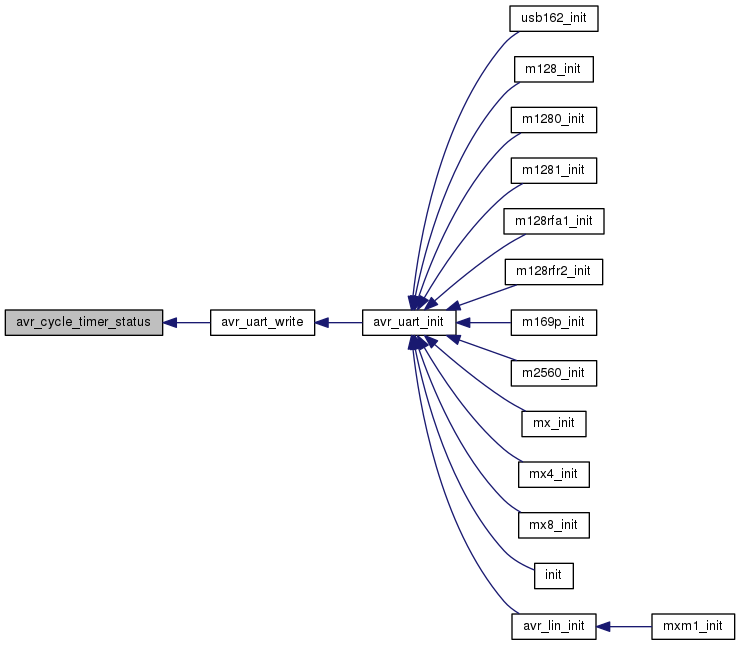 usb162_init
m128_init
m1280_init
m1281_init
m128rfa1_init
m128rfr2_init
avr_cycle_timer_status
avr_uart_write
avr_uart_init
m169p_init
m2560_init
mx_init
mx4_init
mx8_init
init
avr_lin_init
mxm1_init